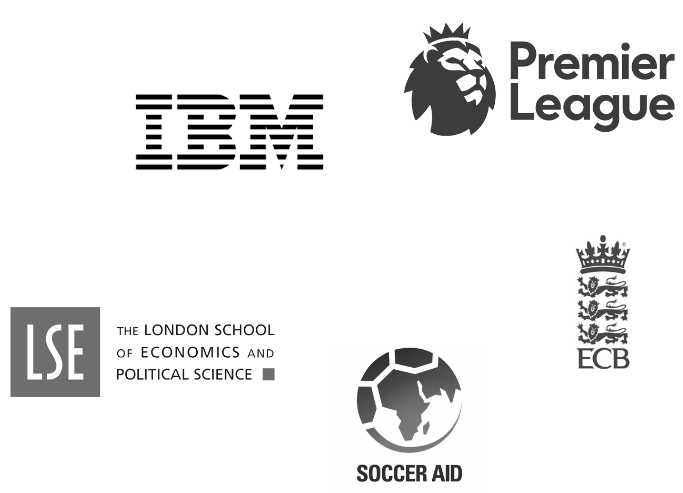 Premier
League
IBM
ECB
LSE
THE LONDON SCHOOL
OF ECONOMICS AND
POLITICAL SCIENCE
SOCCER AID